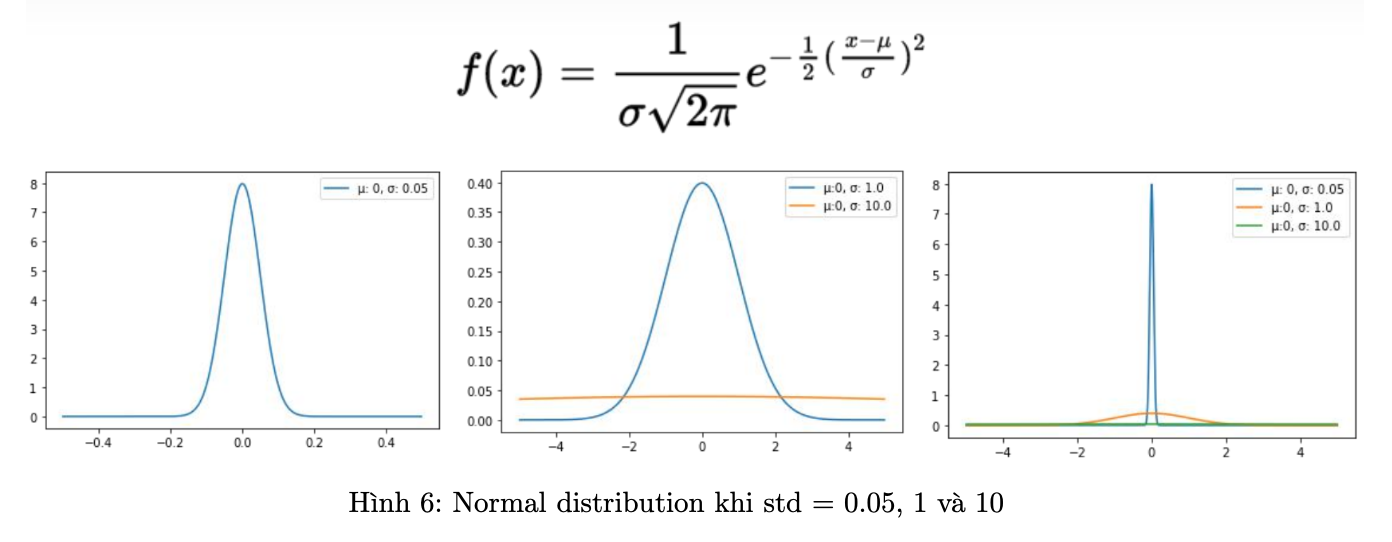 f(x) = \frac{1}{\sigma\sqrt{2\pi}} e^{-\frac{1}{2}(\frac{x-\mu}{\sigma})^2}
μ: 0, σ: 0.05
8
7
6
5
4
3
2
1
0
−0.4 −0.2 0.0 0.2 0.4
μ:0, σ: 1.0
μ:0, σ: 10.0
0.40
0.35
0.30
0.25
0.20
0.15
0.10
0.05
0.00
−4 −2 0 2 4
μ: 0, σ: 0.05
μ:0, σ: 1.0
μ:0, σ: 10.0
8
7
6
5
4
3
2
1
0
−4 −2 0 2 4
Hình 6: Normal distribution khi std = 0.05, 1 và 10